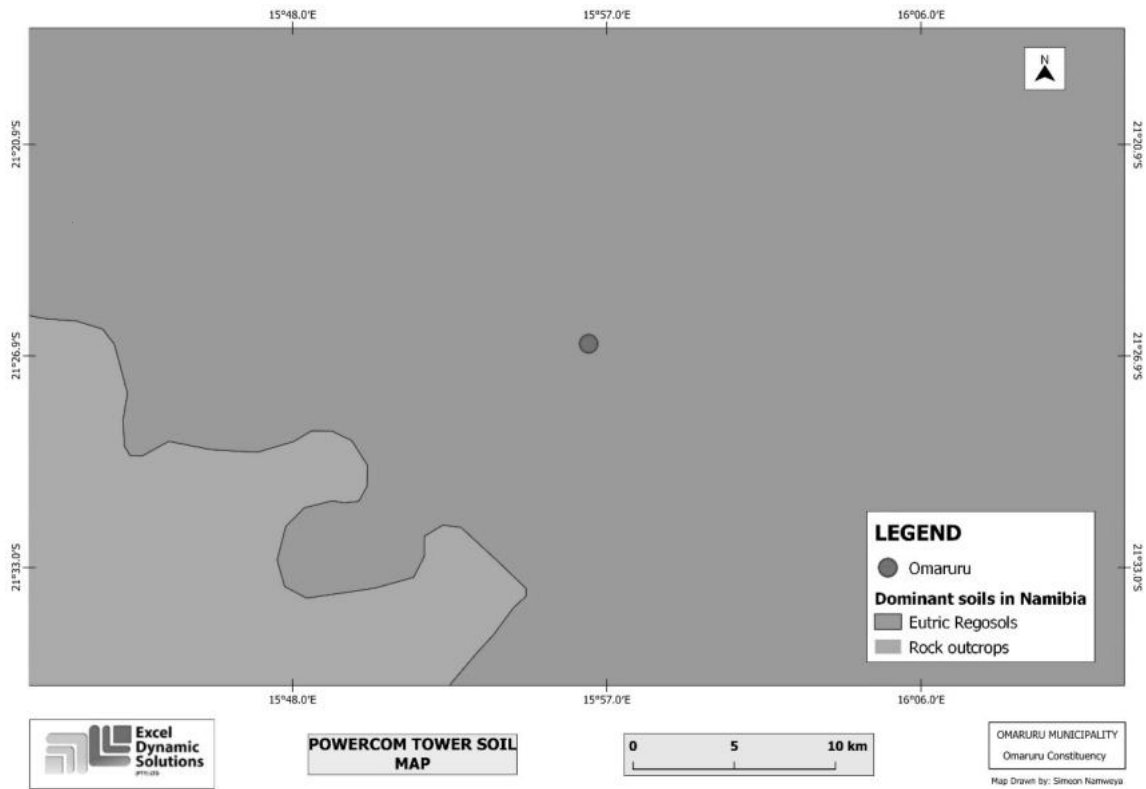 15°48.0'E 15°57.0'E 16°06.0'E
N
21°20.9'S 21°20.9'S
21°26.9'S 21°26.9'S
21°33.0'S 21°33.0'S
LEGEND
Omaruru
Dominant soils in Namibia
Eutric Regosols
Rock outcrops
15°48.0'E 15°57.0'E 16°06.0'E
Excel
Dynamic
Solutions
(PTY) LTD
POWERCOM TOWER SOIL
MAP
0 5 10 km
OMARURU MUNICIPALITY
Omaruru Constituency
Map Drawn by: Simeon Namweya